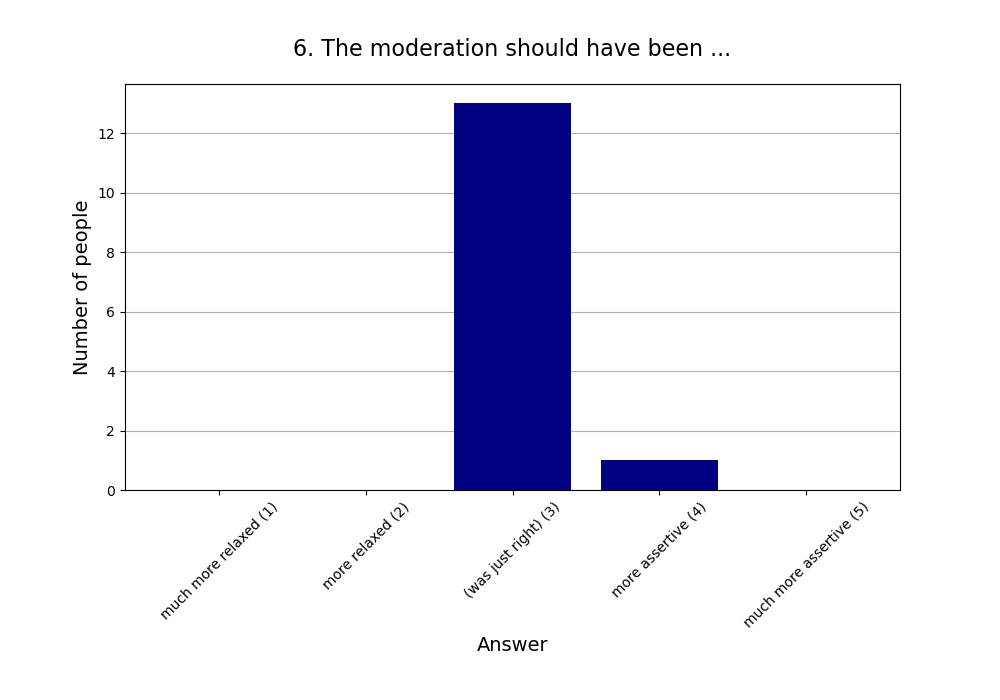 6. The moderation should have been ...
Number of people
12
10
8
6
4
2
0
much more relaxed (1)
more relaxed (2)
(was just right) (3)
more assertive (4)
much more assertive (5)
Answer